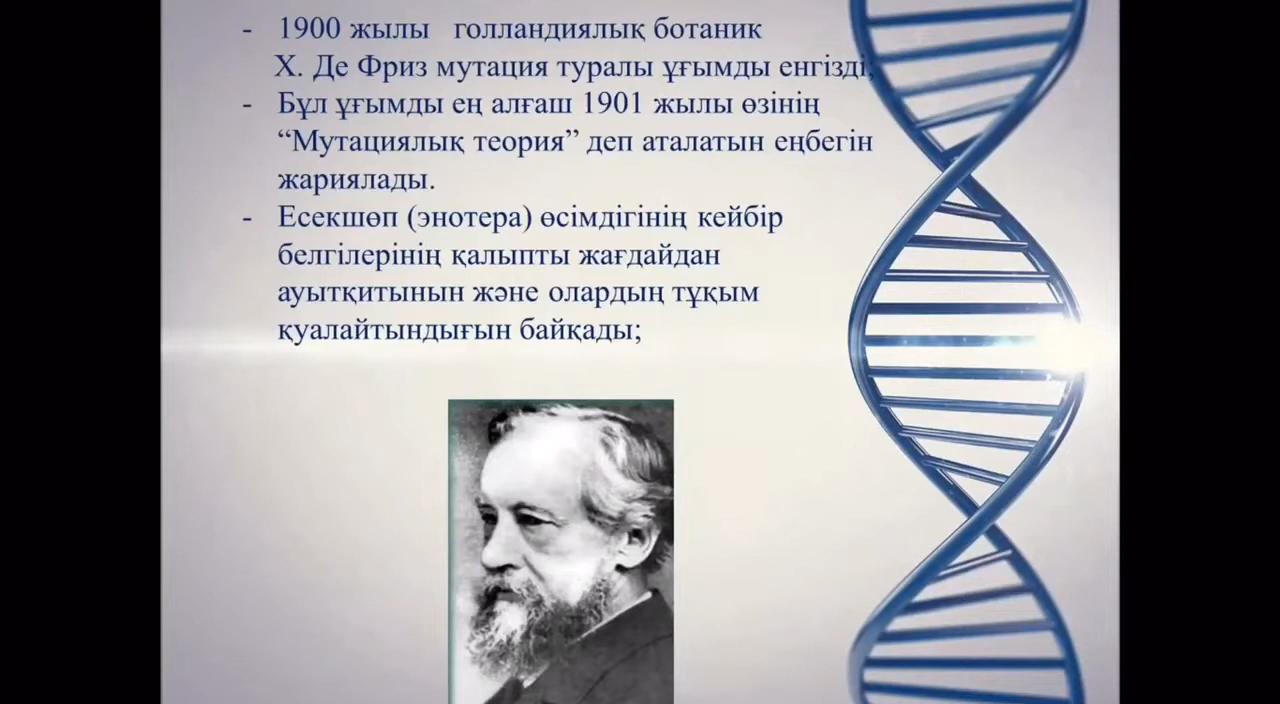 - 1900 жылы голландиялық ботаник
Х. Де Фриз мутация туралы ұғымды енгізді;
- Бұл ұғымды ең алғаш 1901 жылы өзінің
“Мутациялық теория” деп аталатын еңбегін
жариялады.
- Есекшөп (энотера) өсімдігінің кейбір
белгілерінің қалыпты жағдайдан
ауытқитынын және олардың тұқым
қуалайтындығын байқады;